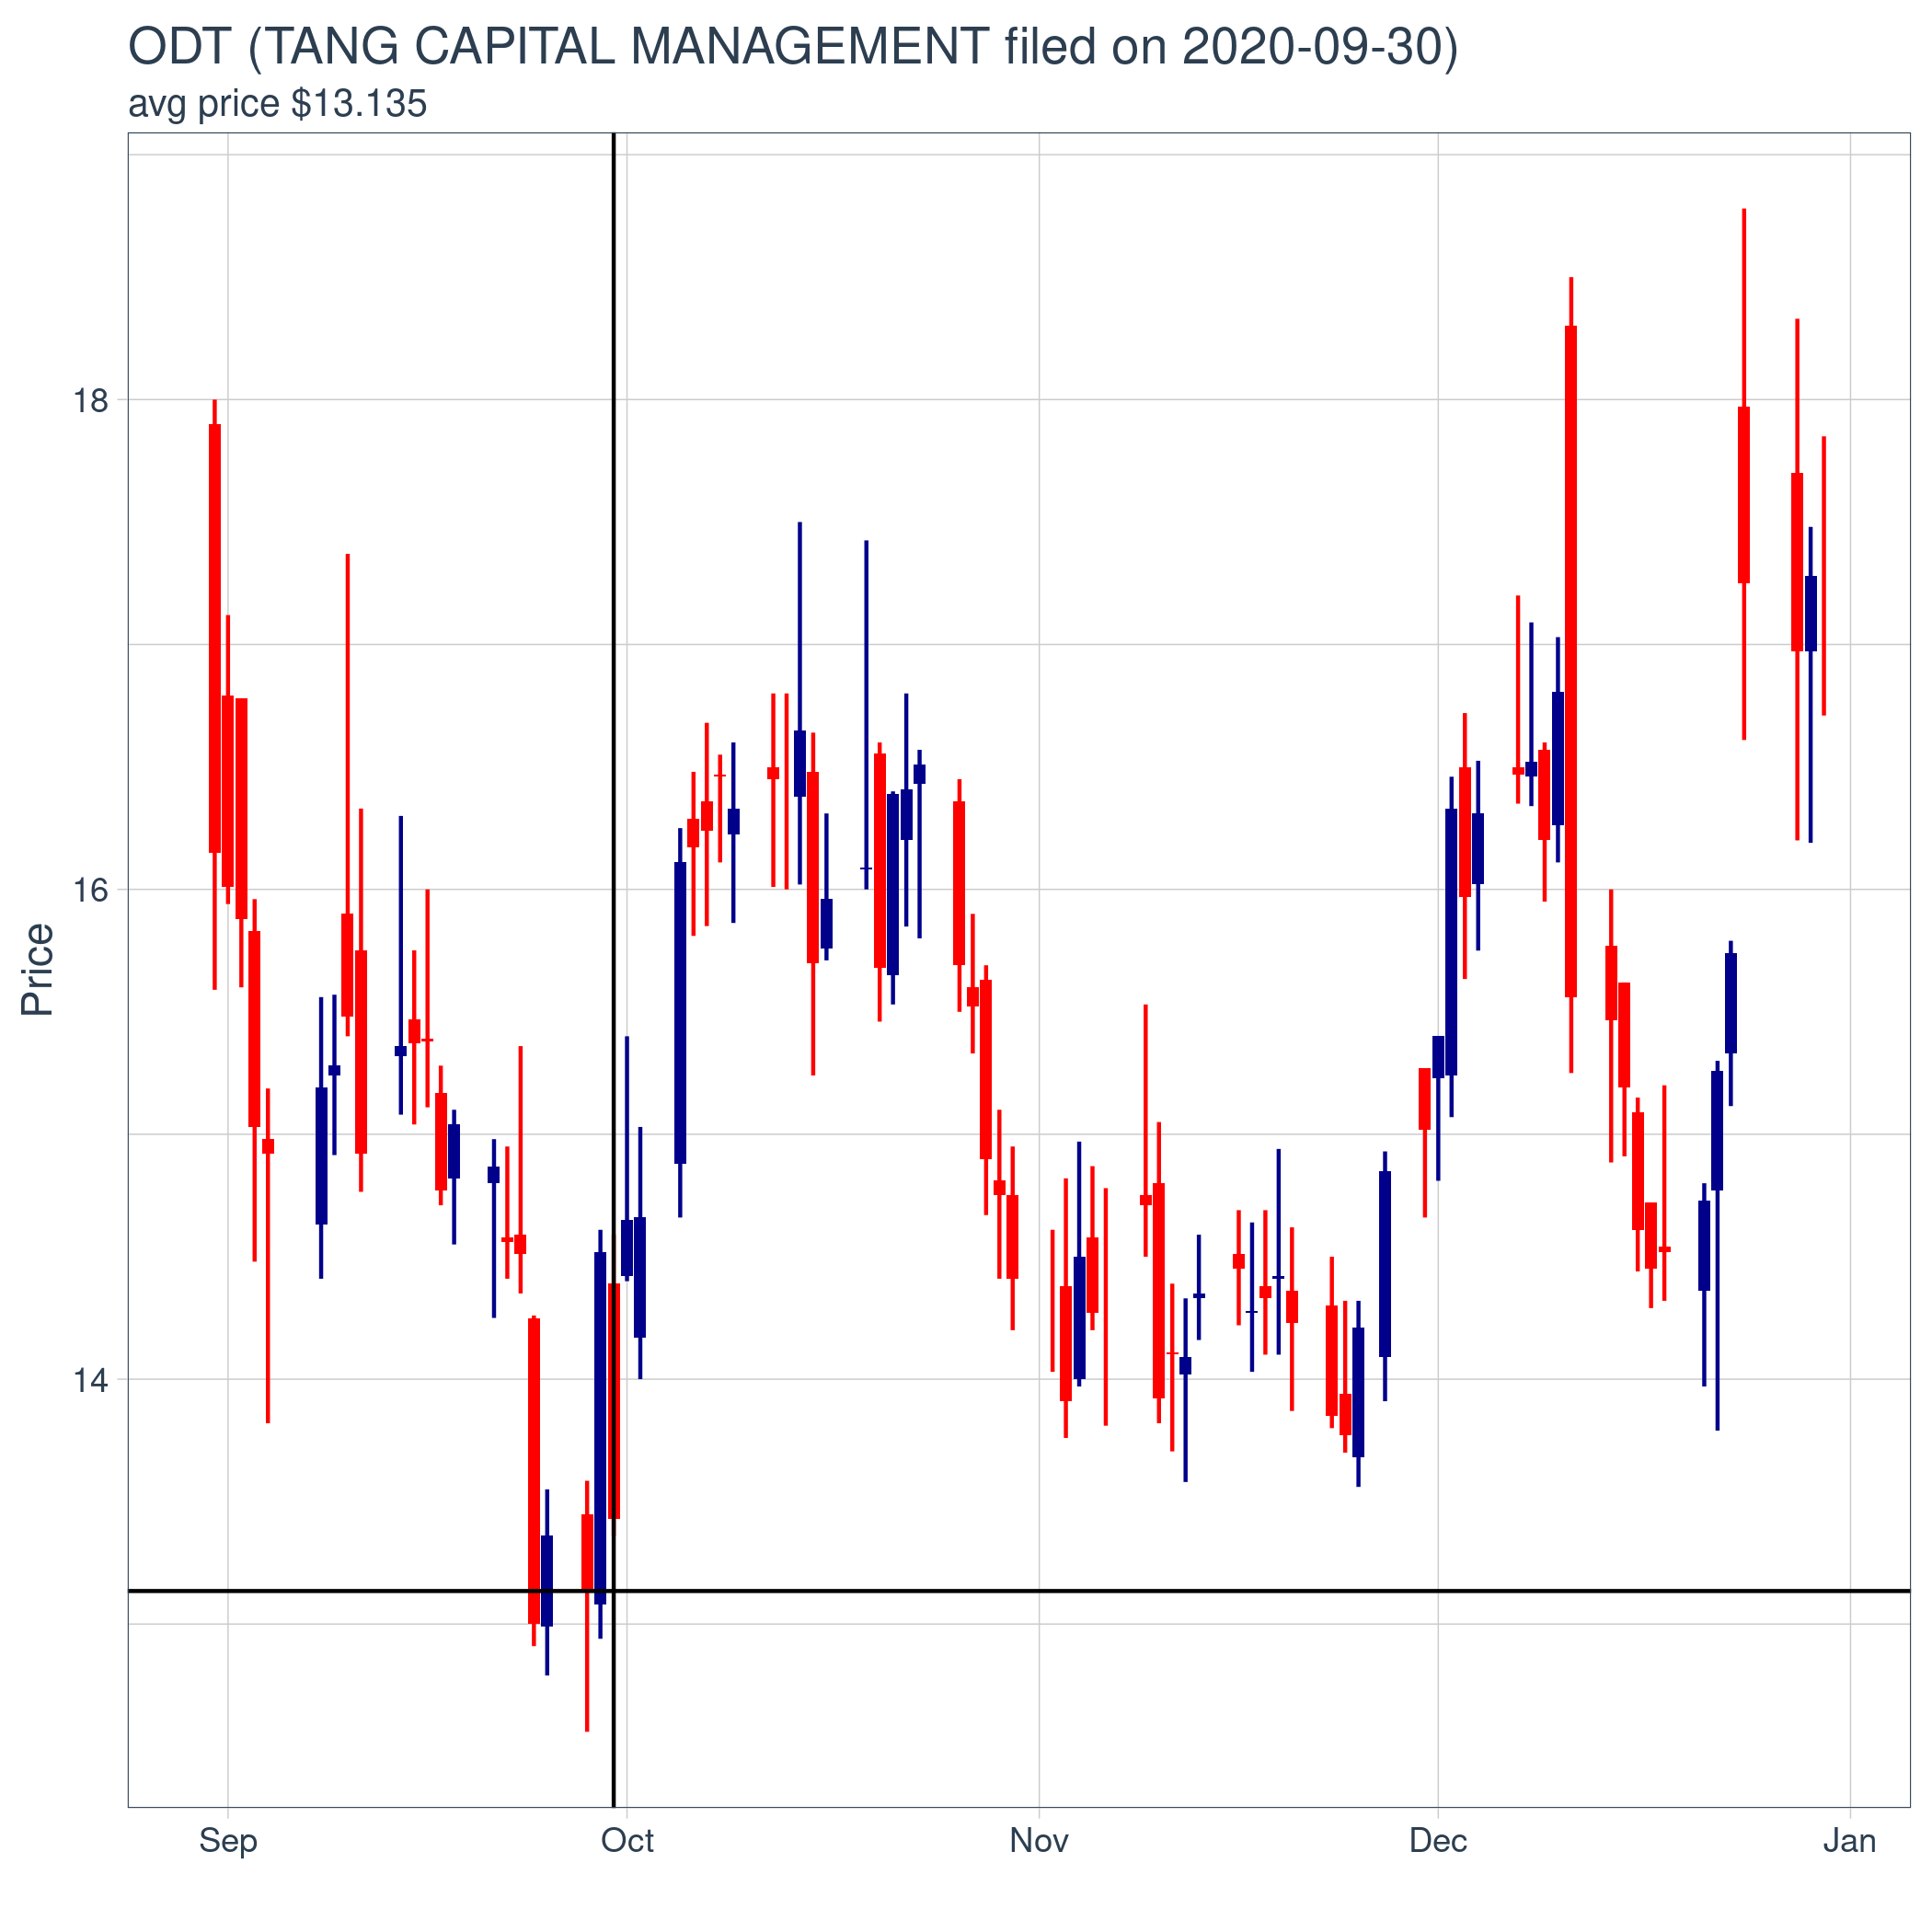 ODT (TANG CAPITAL MANAGEMENT filed on 2020-09-30)
avg price $13.135
18
16
14
Price
Sep Oct Nov Dec Jan